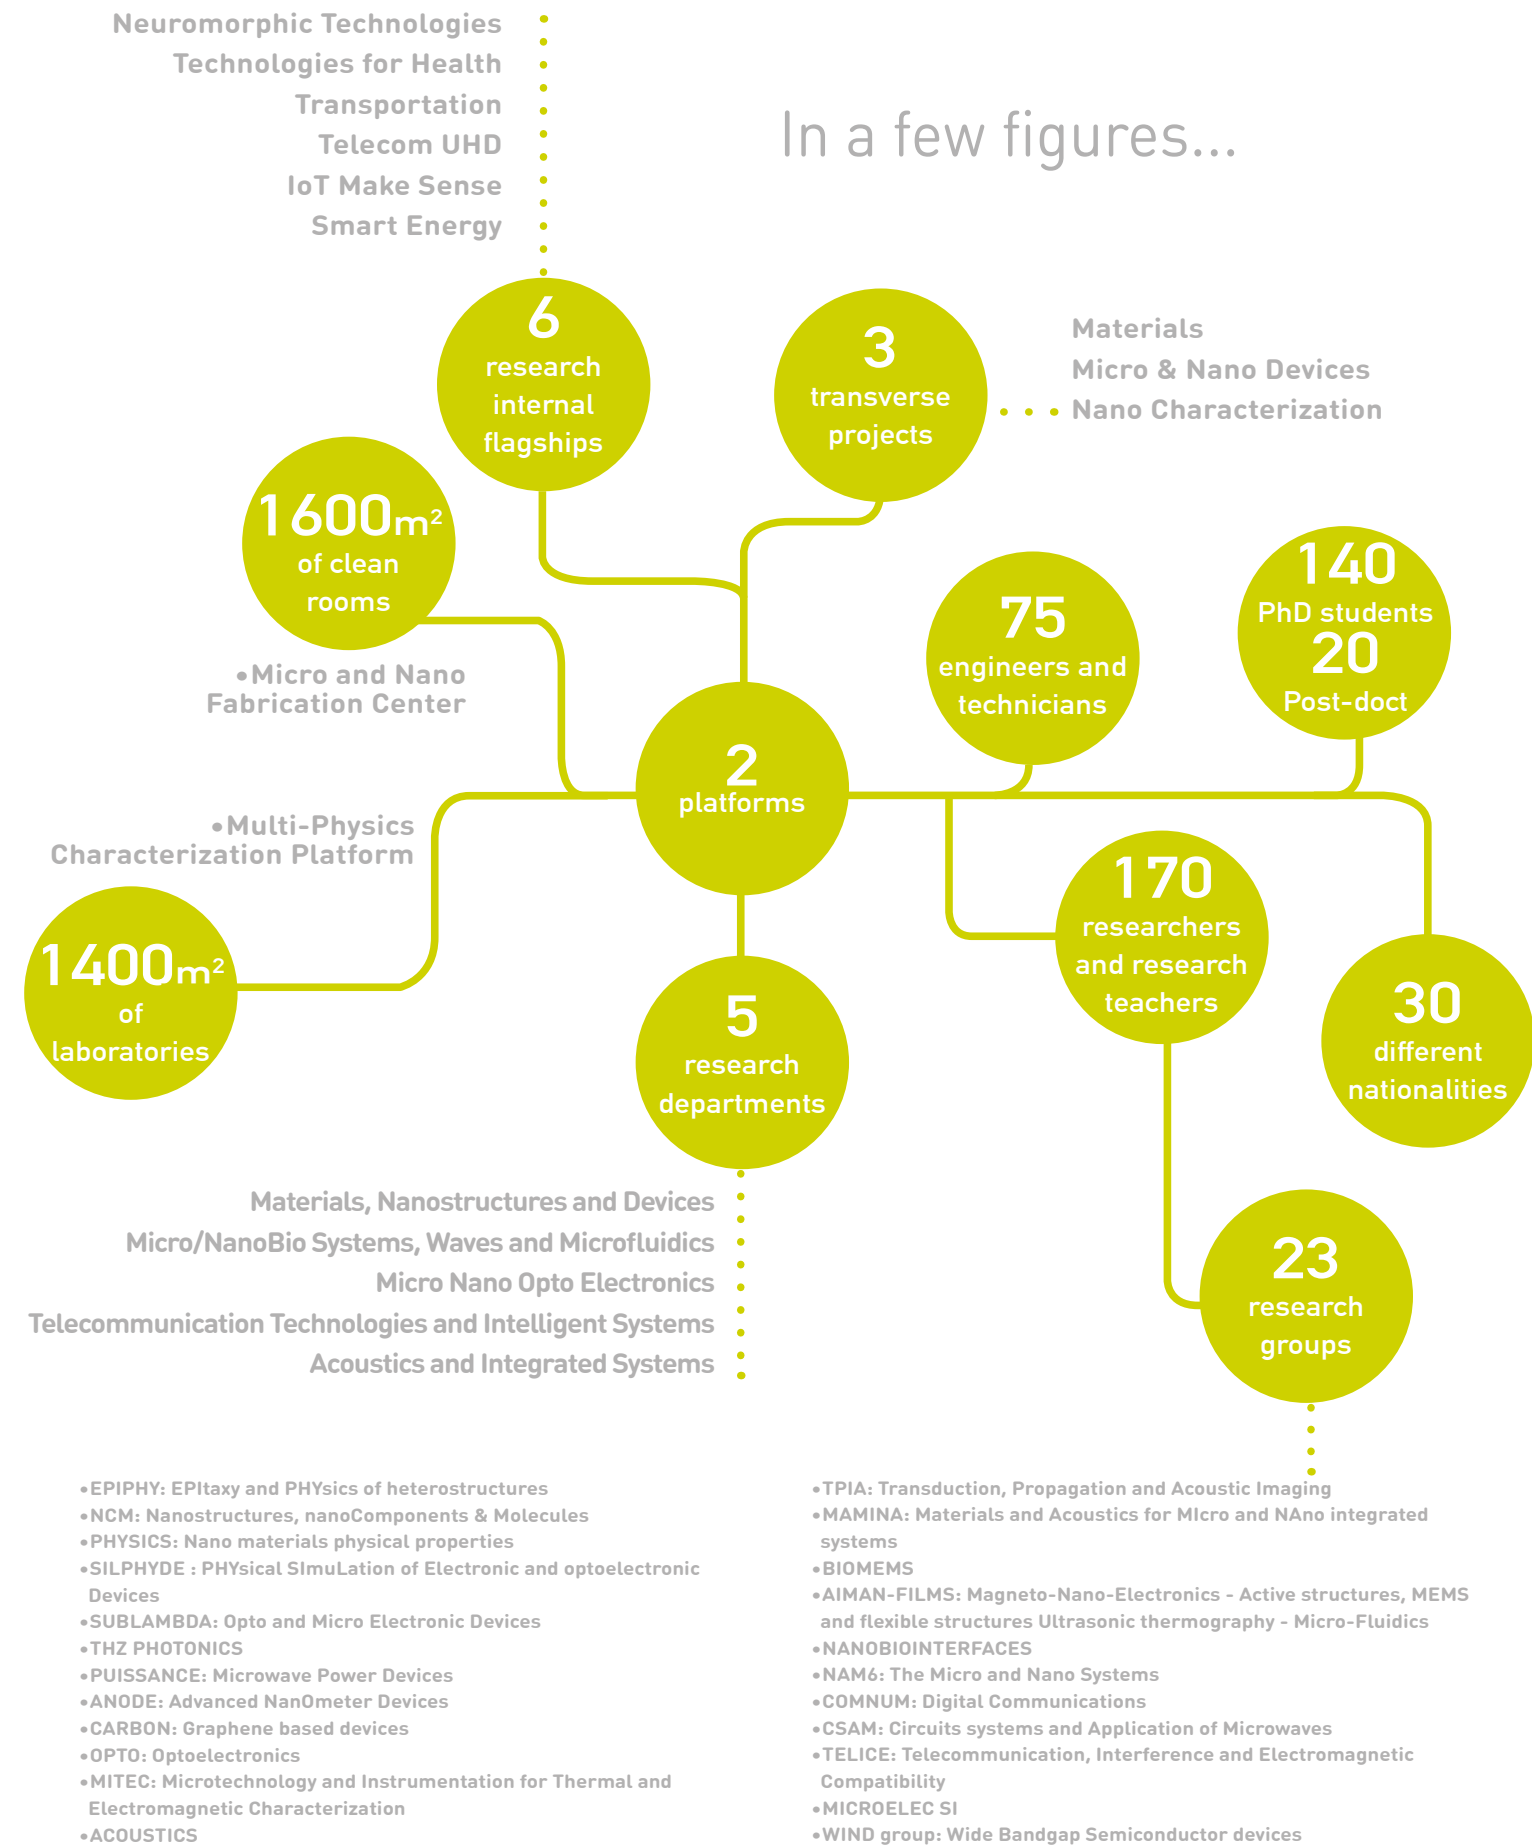 Neuromorphic Technologies
Technologies for Health
Transportation
Telecom UHD
IoT Make Sense
Smart Energy
In a few figures...
6
research
internal
flagships
3
transverse
projects
Materials
Micro & Nano Devices
Nano Characterization
1600m²
of clean
rooms
•Micro and Nano
Fabrication Center
75
engineers and
technicians
140
PhD students
20
Post-doct
2
platforms
•Multi-Physics
Characterization Platform
1400m²
of
laboratories
170
researchers
and research
teachers
30
different
nationalities
5
research
departments
Materials, Nanostructures and Devices
Micro/NanoBio Systems, Waves and Microfluidics
Micro Nano Opto Electronics
Telecommunication Technologies and Intelligent Systems
Acoustics and Integrated Systems
23
research
groups
•EPIPHY: EPItaxy and PHYsics of heterostructures
•NCM: Nanostructures, nanoComponents & Molecules
•PHYSICS: Nano materials physical properties
•SILPHYDE : PHYsical SImuLation of Electronic and optoelectronic
Devices
•SUBLAMBDA: Opto and Micro Electronic Devices
•THZ PHOTONICS
•PUISSANCE: Microwave Power Devices
•ANODE: Advanced NanOmeter Devices
•CARBON: Graphene based devices
•OPTO: Optoelectronics
•MITEC: Microtechnology and Instrumentation for Thermal and
Electromagnetic Characterization
•ACOUSTICS
•TPIA: Transduction, Propagation and Acoustic Imaging
•MAMINA: Materials and Acoustics for MIcro and NAno integrated
systems
•BIOMEMS
•AIMAN-FILMS: Magneto-Nano-Electronics - Active structures, MEMS
and flexible structures Ultrasonic thermography - Micro-Fluidics
•NANOBIOINTERFACES
•NAM6: The Micro and Nano Systems
•COMNUM: Digital Communications
•CSAM: Circuits systems and Application of Microwaves
•TELICE: Telecommunication, Interference and Electromagnetic
Compatibility
•MICROELEC SI
•WIND group: Wide Bandgap Semiconductor devices